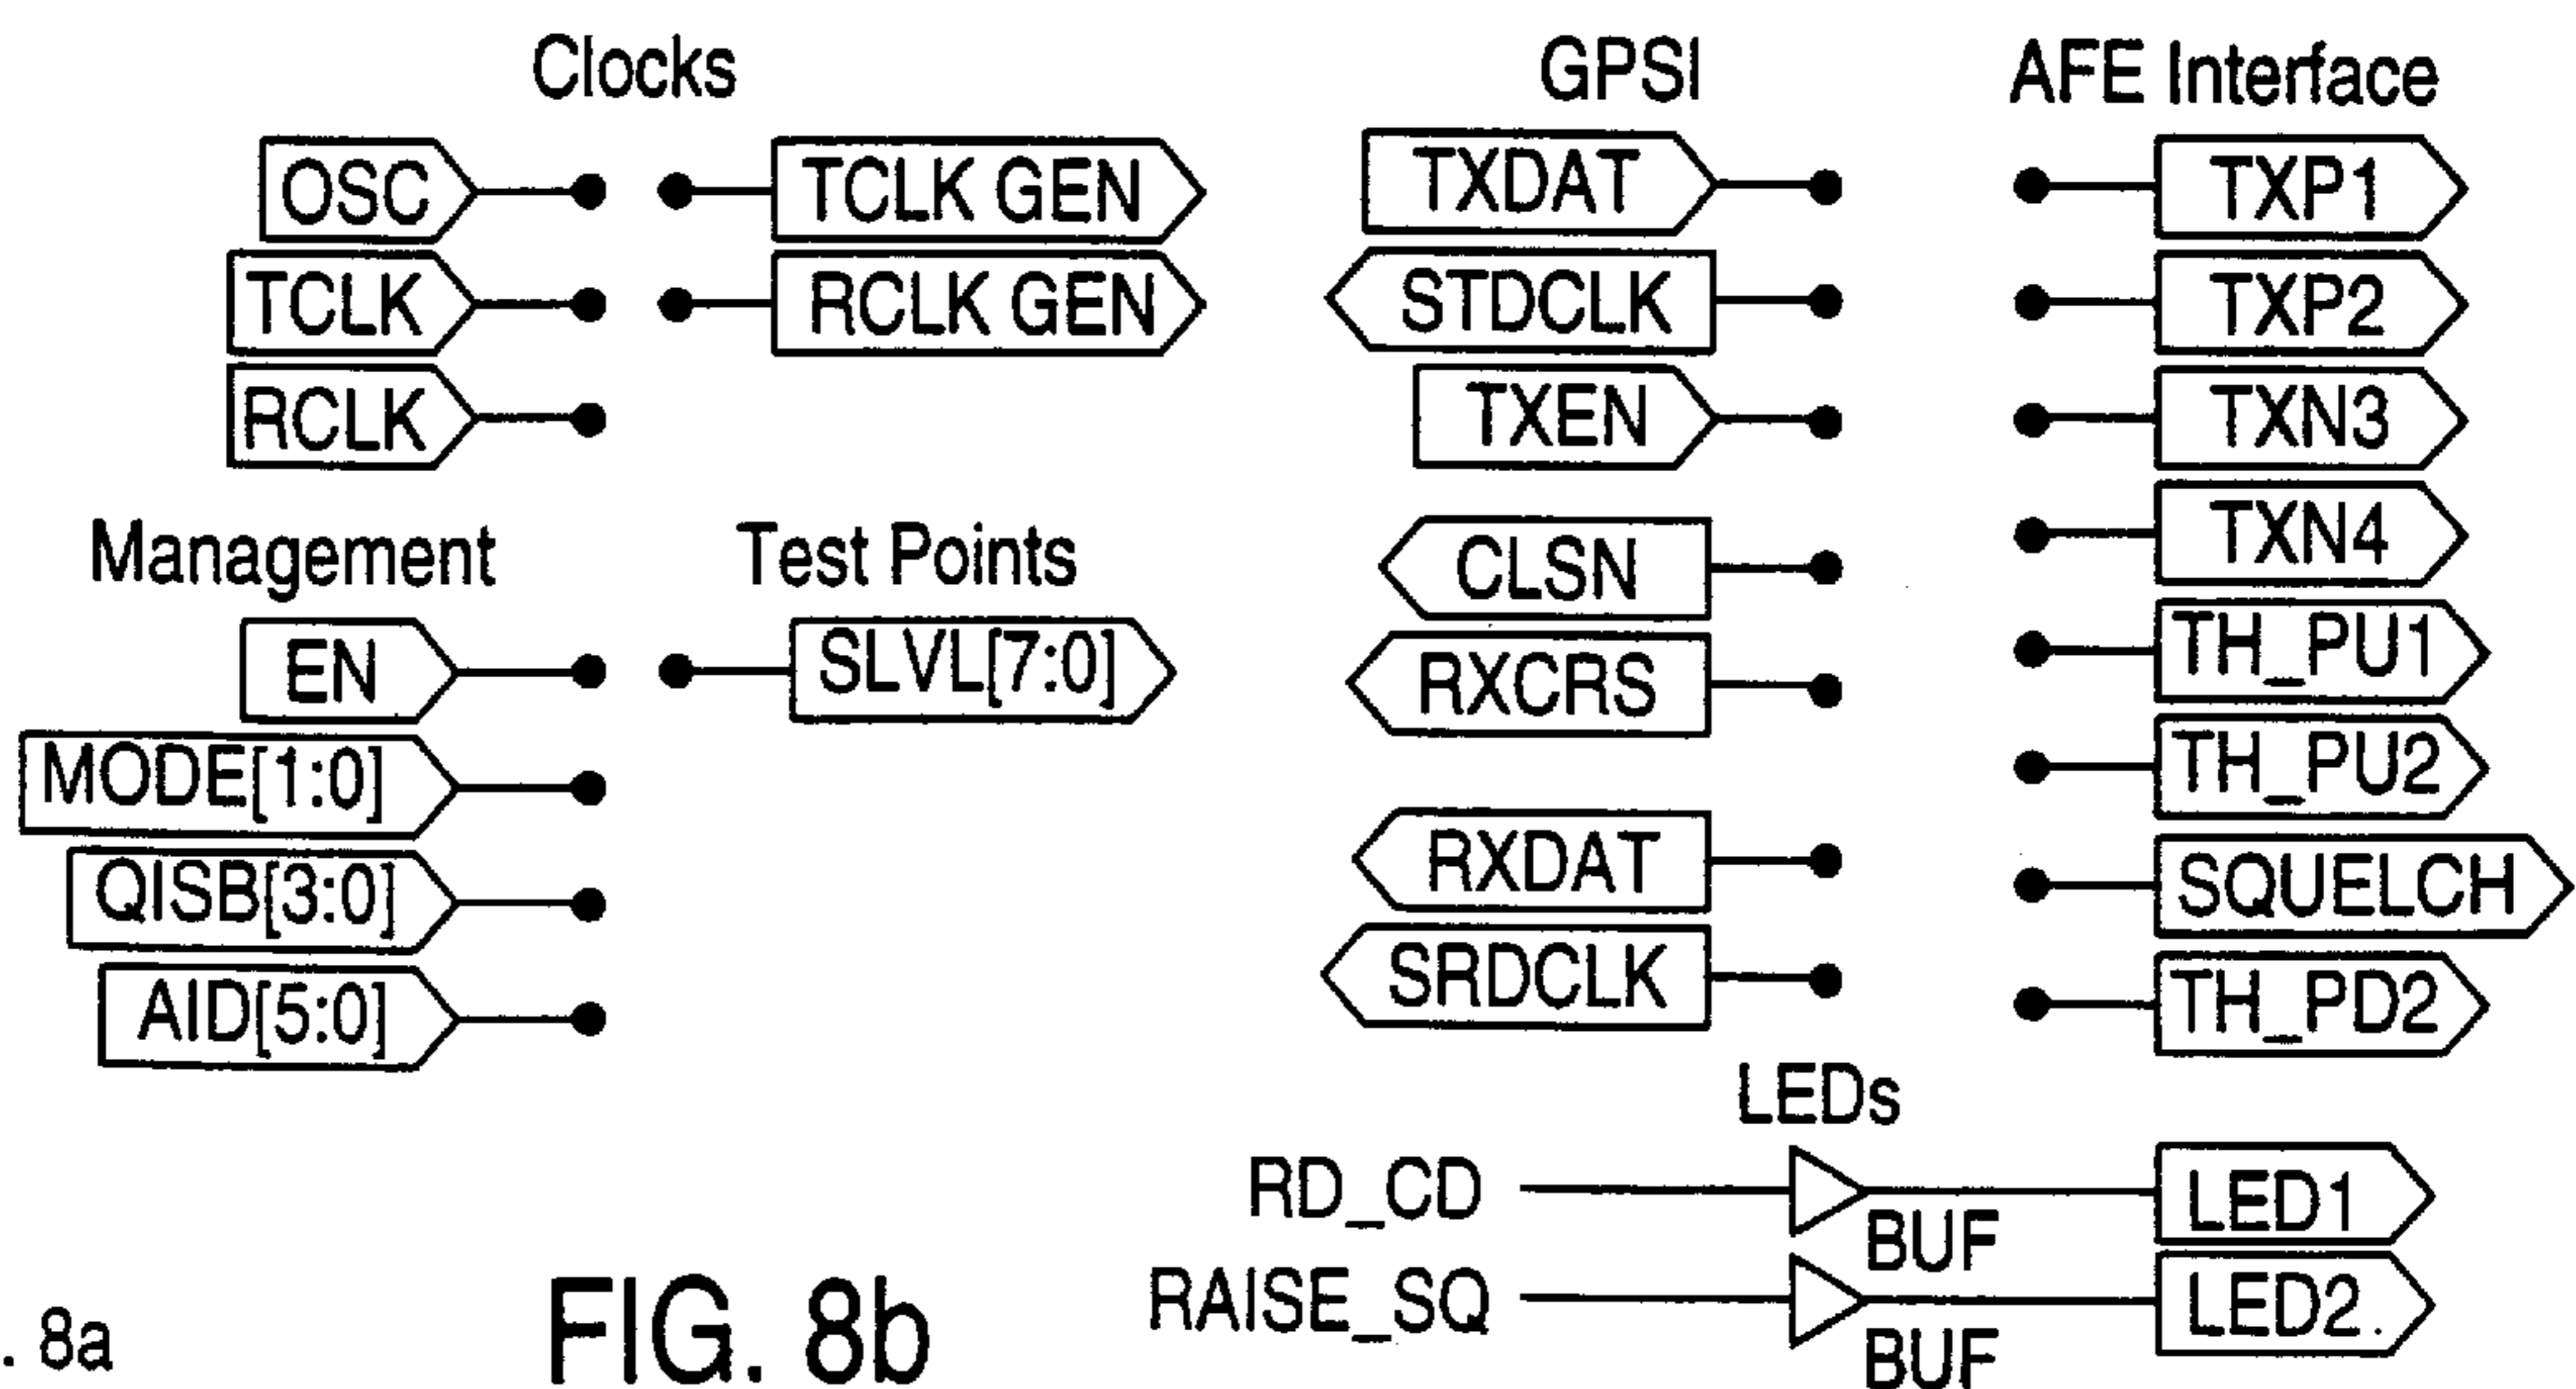 Clocks
OSC
TCLK GEN
TCLK
RCLK GEN
RCLK
Management
EN
MODE[1:0]
QISB[3:0]
AID[5:0]
Test Points
SLVL[7:0]
GPSI
TXDAT
STDCLK
TXEN
CLSN
RXCRS
RXDAT
SRDCLK
AFE Interface
TXP1
TXP2
TXN3
TXN4
TH_PU1
TH_PU2
SQUELCH
TH_PD2
LEDs
RD_CD
BUF
LED1
RAISE_SQ
BUF
LED2.
. 8a
FIG. 8b